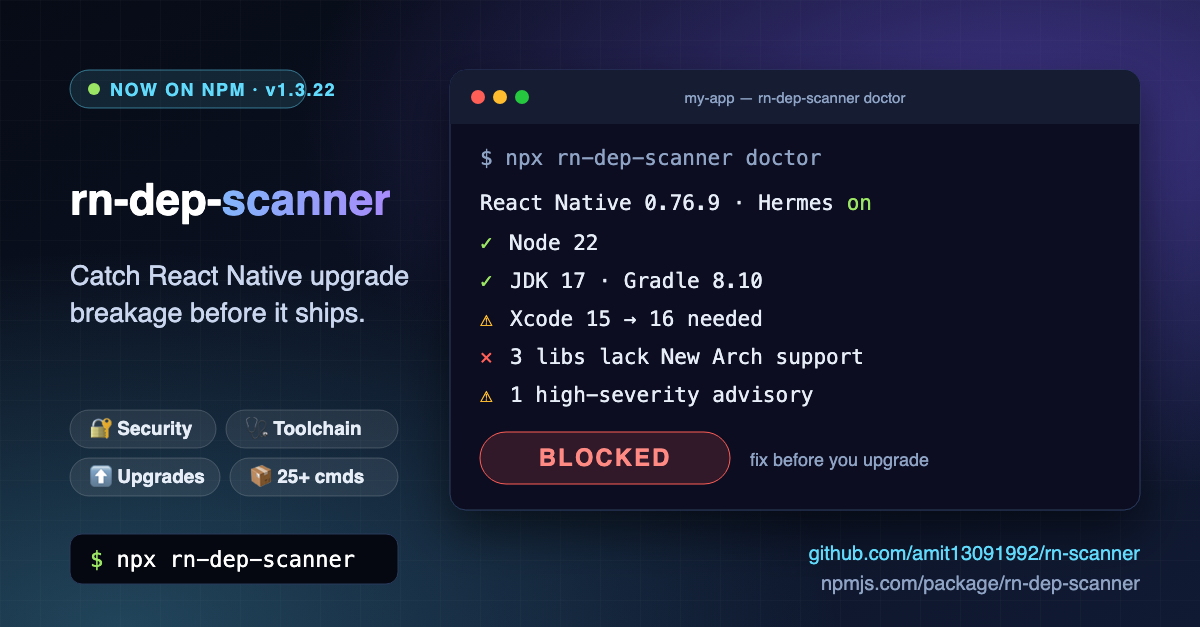 NOW ON NPM · v1.3.22
rn-dep-scanner
Catch React Native upgrade
breakage before it ships.
🔐 Security
🩺 Toolchain
⬆️ Upgrades
📦 25+ cmds
$ npx rn-dep-scanner
my-app — rn-dep-scanner doctor
$ npx rn-dep-scanner doctor
React Native 0.76.9 · Hermes on
✓ Node 22
✓ JDK 17 · Gradle 8.10
⚠ Xcode 15 → 16 needed
✕ 3 libs lack New Arch support
⚠ 1 high-severity advisory
BLOCKED
fix before you upgrade
github.com/amit13091992/rn-scanner
npmjs.com/package/rn-dep-scanner